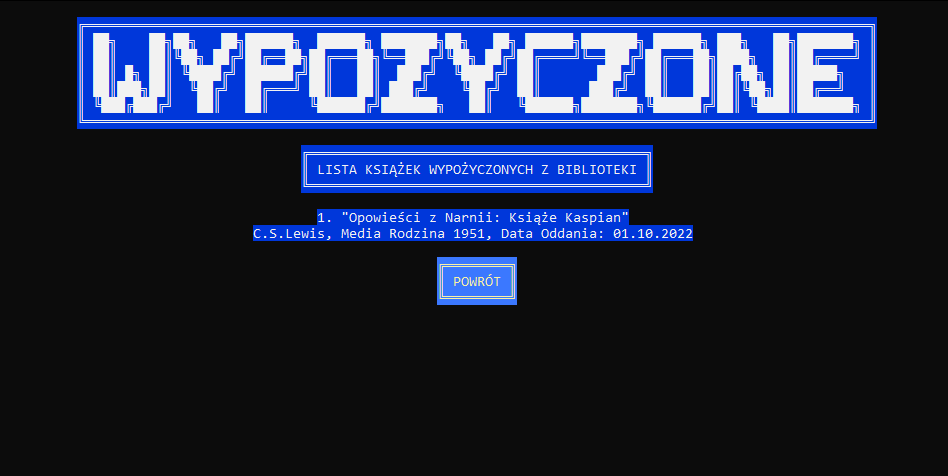 WYPOZYCZONE
LISTA KSIĄŻEK WYPOŻYCZONYCH Z BIBLIOTEKI
1. "Opowieści z Narnii: Książe Kaspian"
C.S.Lewis, Media Rodzina 1951, Data Oddania: 01.10.2022
POWRÓT